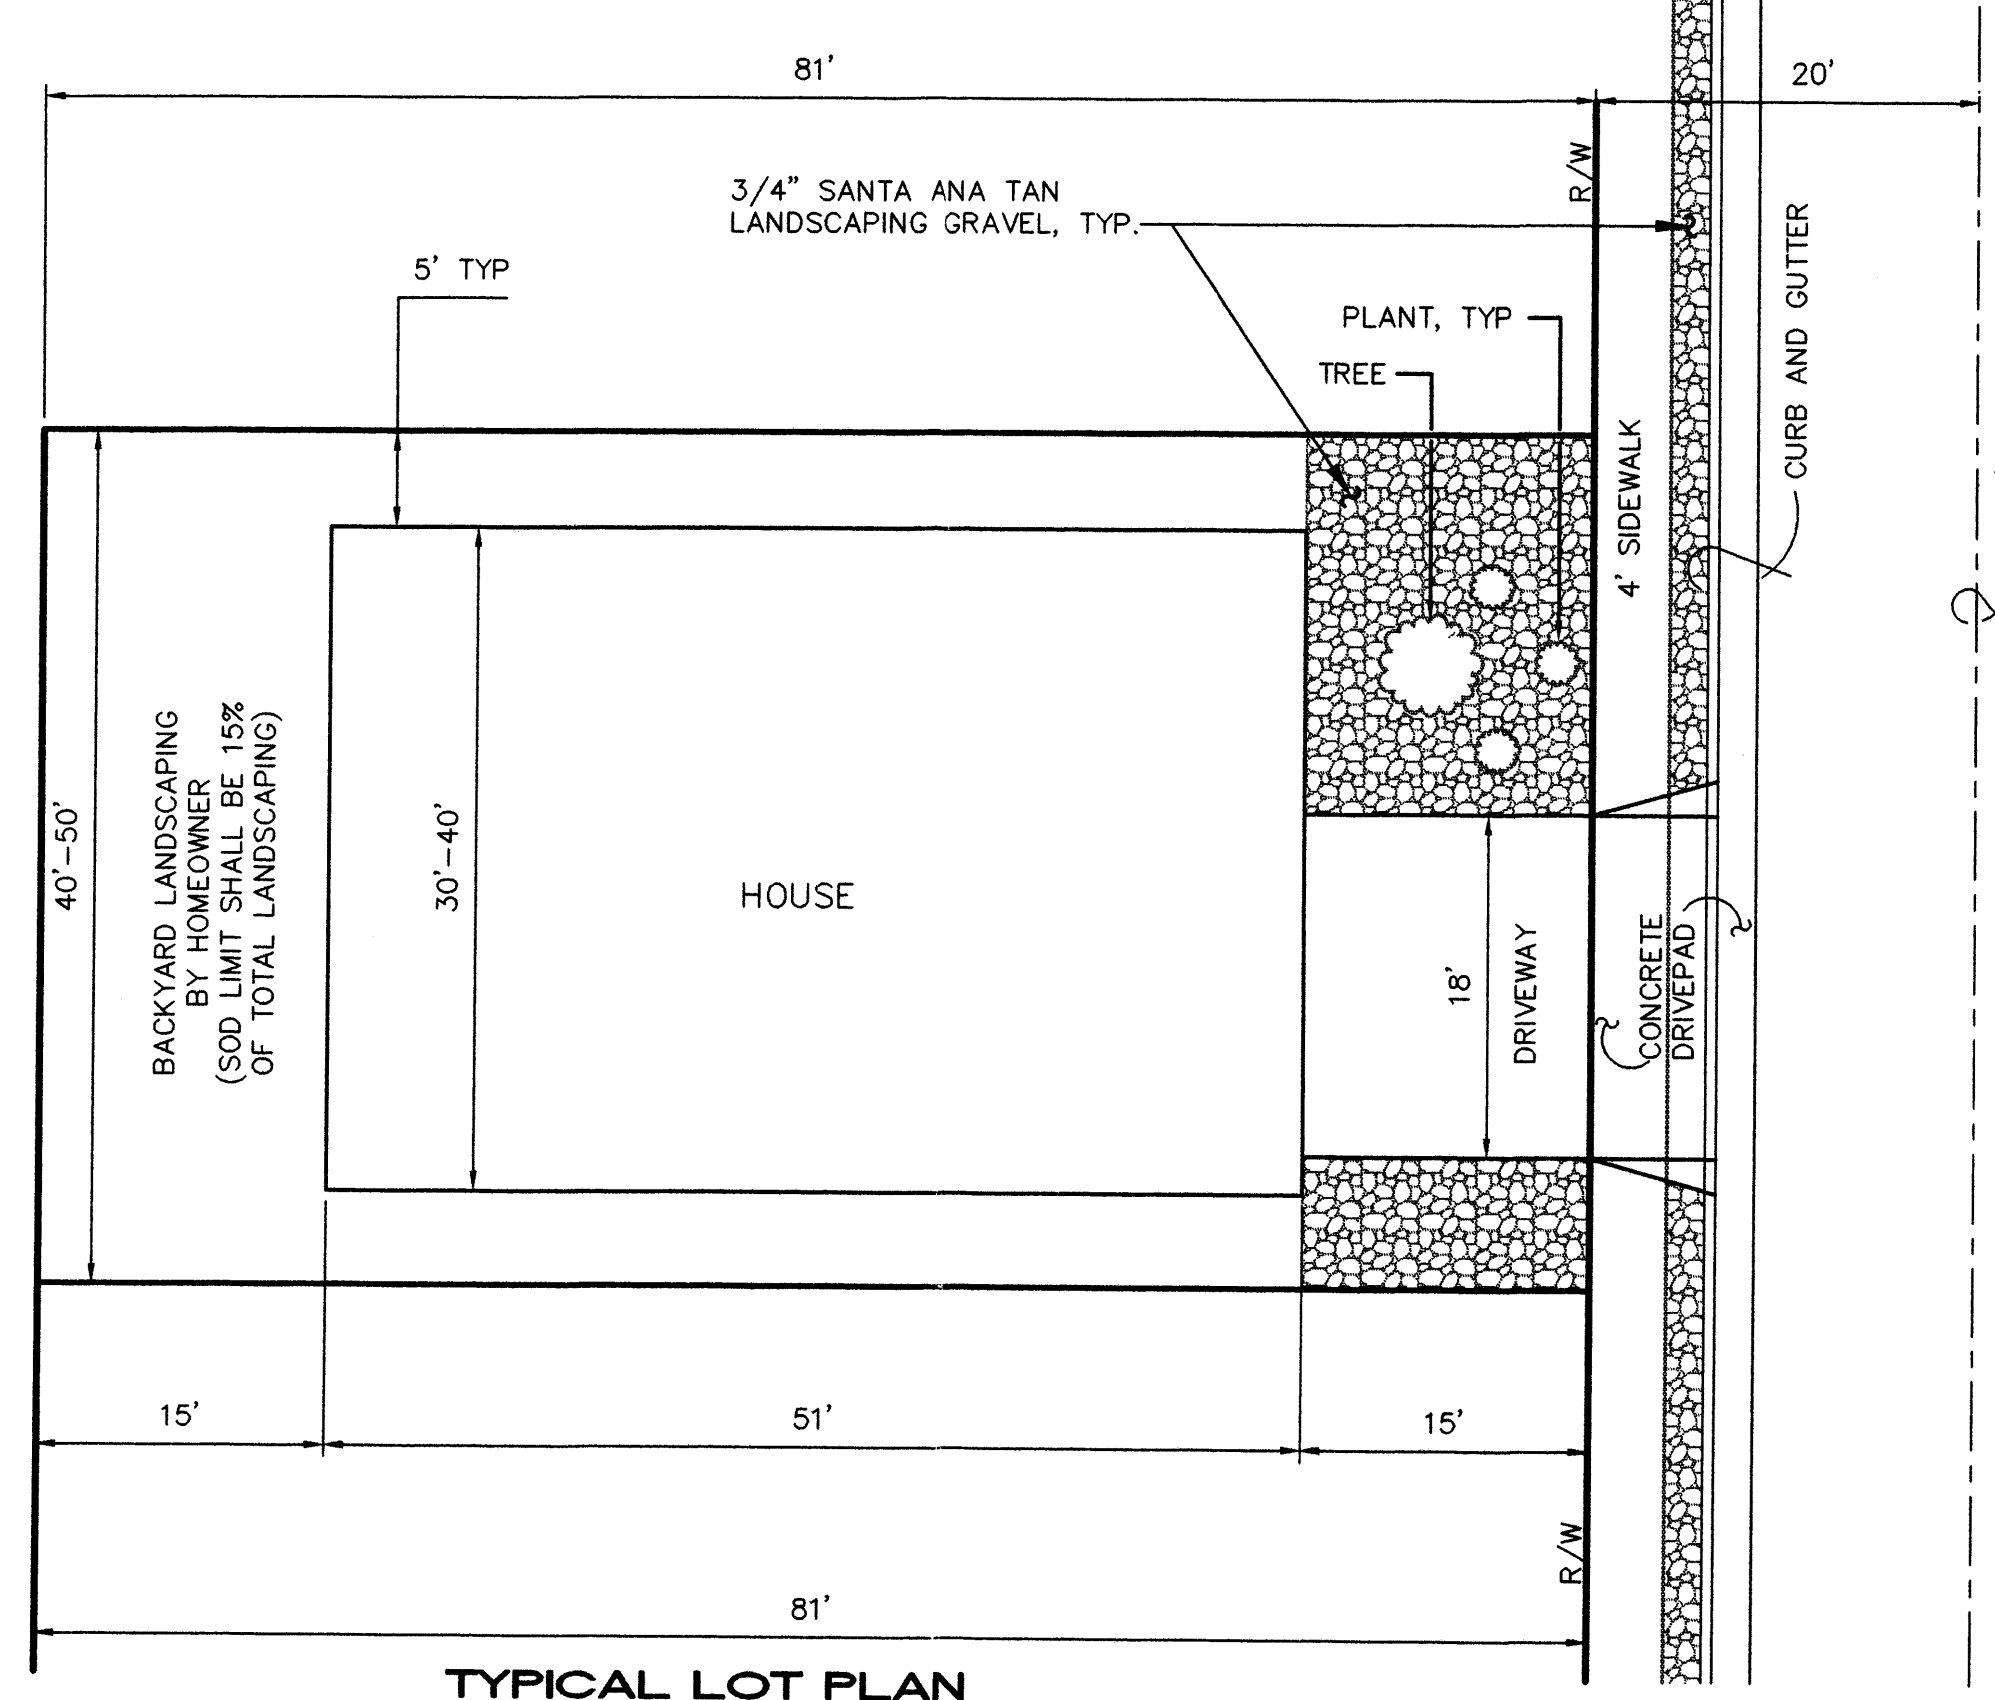 81'
20'
R/W
3/4" SANTA ANA TAN
LANDSCAPING GRAVEL, TYP.
5' TYP
PLANT, TYP
TREE
CURB AND GUTTER
4' SIDEWALK
40'-50'
BACKYARD LANDSCAPING
BY HOMEOWNER
(SOD LIMIT SHALL BE 15%
OF TOTAL LANDSCAPING)
30'-40'
HOUSE
18'
DRIVEWAY
CONCRETE
DRIVEPAD
15'
51'
15'
R/W
81'
TYPICAL LOT PLAN